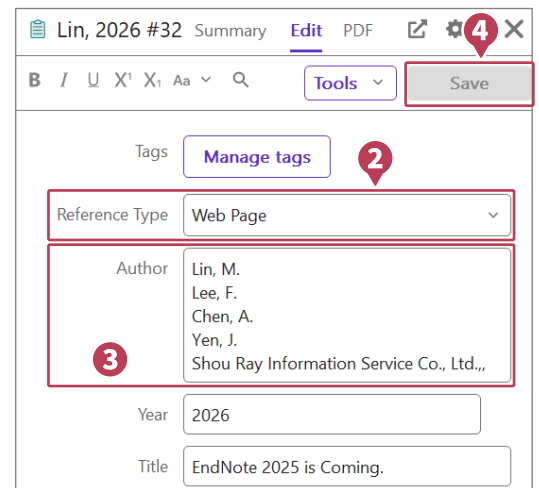 Lin, 2026 #32 Summary Edit PDF
4
B I U X¹ X₁ Aa Tools Save
Tags Manage tags
2
Reference Type Web Page
Author Lin, M.
Lee, F.
Chen, A.
Yen, J.
3 Shou Ray Information Service Co., Ltd.,,
Year 2026
Title EndNote 2025 is Coming.